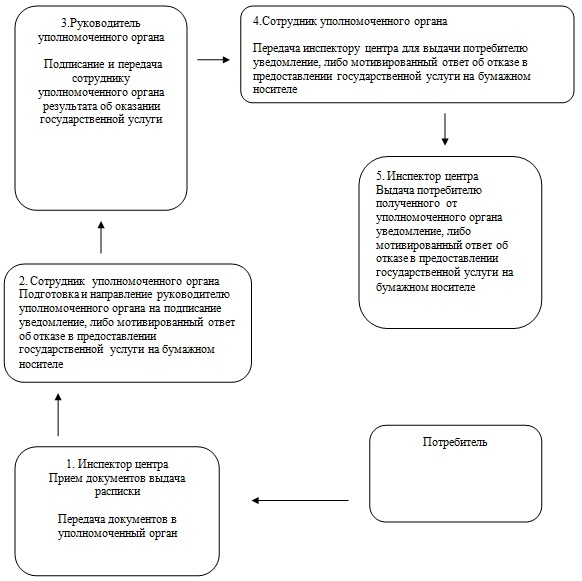 3.Руководитель
уполномоченного органа
Подписание и передача
сотруднику
уполномоченного органа
результата об оказании
государственной услуги
4.Сотрудник уполномоченного органа
Передача инспектору центра для выдачи потребителю
уведомление, либо мотивированный ответ об отказе в
предоставлении государственной услуги на бумажном
носителе
5. Инспектор центра
Выдача потребителю
полученного от
уполномоченного органа
уведомление, либо
мотивированный ответ об
отказе в предоставлении
государственной услуги на
бумажном носителе
2. Сотрудник уполномоченного органа
Подготовка и направление руководителю
уполномоченного органа на подписание
уведомление, либо мотивированный ответ
об отказе в предоставлении
государственной услуги на бумажном
носителе
1. Инспектор центра
Прием документов выдача
расписки
Передача документов в
уполномоченный орган
Потребитель